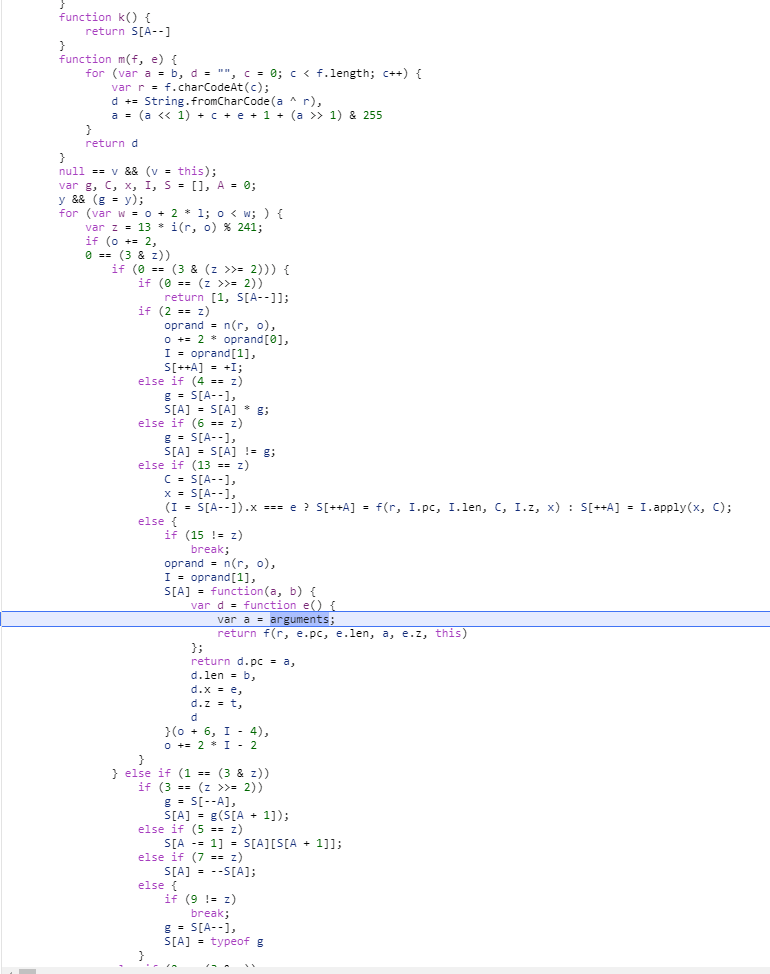 }
function k() {
return S[A--]
}
function m(f, e) {
for (var a = b, d = "", c = 0; c < f.length; c++) {
var r = f.charCodeAt(c);
d += String.fromCharCode(a ^ r),
a = (a << 1) + c + e + 1 + (a >> 1) & 255
}
return d
}
null == v && (v = this);
var g, C, x, I, S = [], A = 0;
y && (g = y);
for (var w = o + 2 * l; o < w; ) {
var z = 13 * i(r, o) % 241;
if (o += 2,
0 == (3 & z))
if (0 == (3 & (z >>= 2))) {
if (0 == (z >>= 2))
return [1, S[A--]];
if (2 == z)
oprand = n(r, o),
o += 2 * oprand[0],
I = oprand[1],
S[++A] = +I;
else if (4 == z)
g = S[A--],
S[A] = S[A] * g;
else if (6 == z)
g = S[A--],
S[A] = S[A] != g;
else if (13 == z)
C = S[A--],
x = S[A--],
(I = S[A--]).x === e ? S[++A] = f(r, I.pc, I.len, C, I.z, x) : S[++A] = I.apply(x, C);
else {
if (15 != z)
break;
oprand = n(r, o),
I = oprand[1],
S[A] = function(a, b) {
var d = function e() {
var a = arguments;
return f(r, e.pc, e.len, a, e.z, this)
};
return d.pc = a,
d.len = b,
d.x = e,
d.z = t,
d
}(o + 6, I - 4),
o += 2 * I - 2
}
} else if (1 == (3 & z))
if (3 == (z >>= 2))
g = S[--A],
S[A] = g(S[A + 1]);
else if (5 == z)
S[A -= 1] = S[A][S[A + 1]];
else if (7 == z)
S[A] = --S[A];
else {
if (9 != z)
break;
g = S[A--],
S[A] = typeof g
}